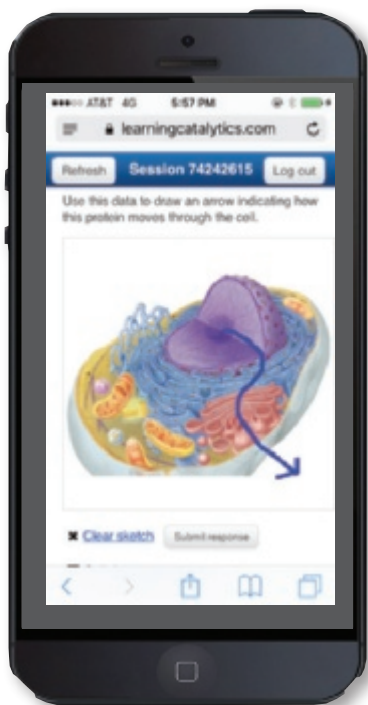 AT&T 4G 5:57 PM
learningcatalytics.com
Refresh Session 74242615 Log out
Use this data to draw an arrow indicating how
this protein moves through the cell.
Clear sketch Submit response